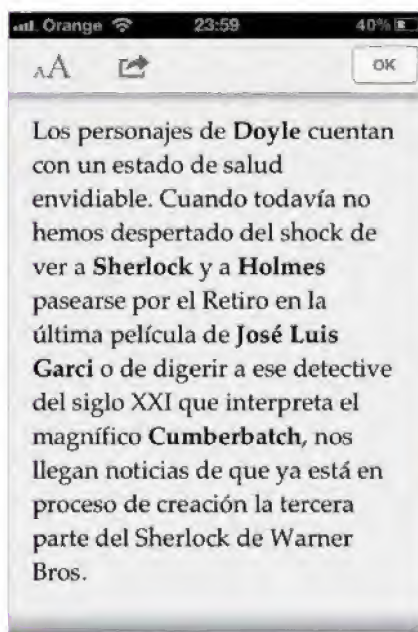 Orange 23:59 40%
AA OK
Los personajes de Doyle cuentan
con un estado de salud
envidiable. Cuando todavía no
hemos despertado del shock de
ver a Sherlock y a Holmes
pasearse por el Retiro en la
última película de José Luis
Garci o de digerir a ese detective
del siglo XXI que interpreta el
magnífico Cumberbatch, nos
llegan noticias de que ya está en
proceso de creación la tercera
parte del Sherlock de Warner
Bros.